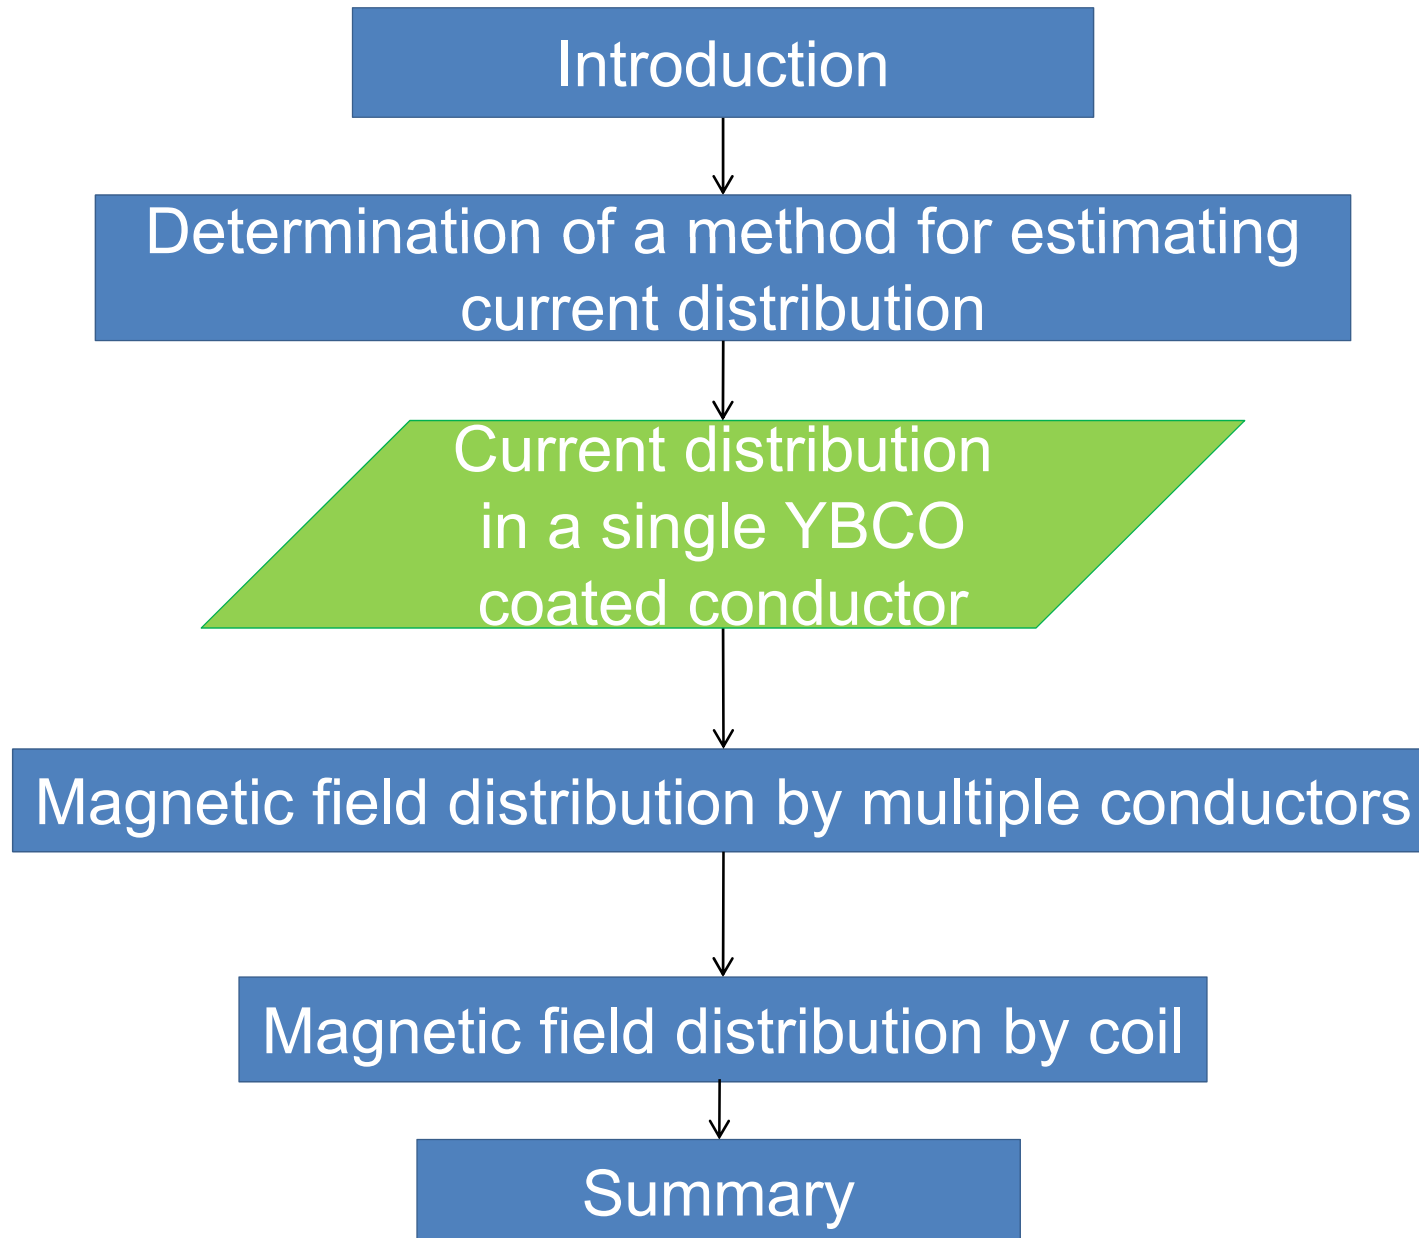 Introduction
Determination of a method for estimating
current distribution
Current distribution
in a single YBCO
coated conductor
Magnetic field distribution by multiple conductors
Magnetic field distribution by coil
Summary